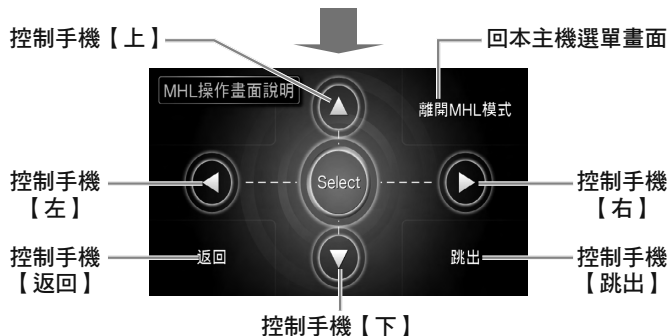 控制手機【上】
回本主機選單畫面
MHL操作畫面說明
離開MHL模式
控制手機
【左】
Select
控制手機
【右】
控制手機
【返回】
返回
跳出
控制手機
【跳出】
控制手機【下】